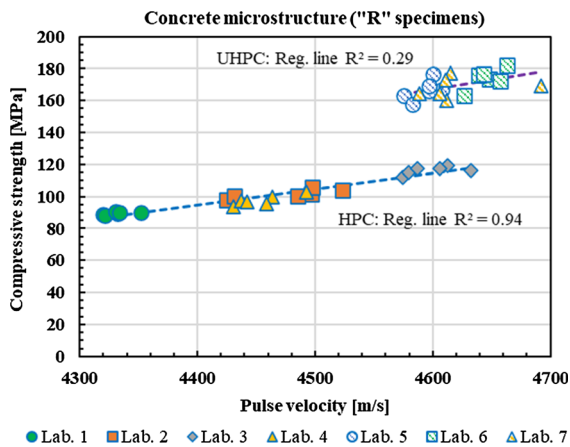 Concrete microstructure ("R" specimens)
200
180
160
140
120
100
80
60
40
20
0
Compressive strength [MPa]
UHPC: Reg. line R² = 0.29
HPC: Reg. line R² = 0.94
4300 4400 4500 4600 4700
Pulse velocity [m/s]
Lab. 1 Lab. 2 Lab. 3 Lab. 4 Lab. 5 Lab. 6 Lab. 7